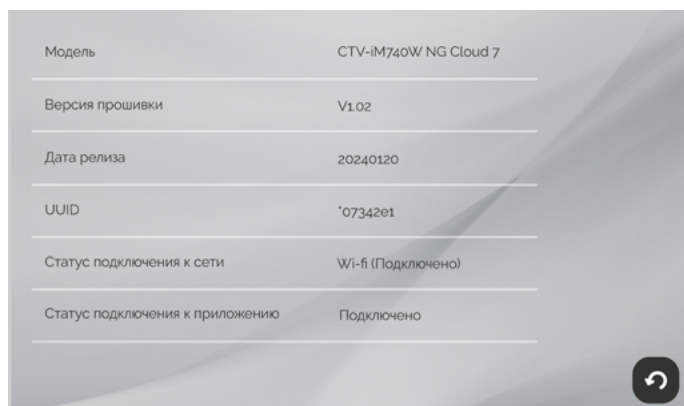 Модель CTV-iM740W NG Cloud 7
Версия прошивки V1.02
Дата релиза 20240120
UUID *07342e1
Статус подключения к сети Wi-fi (Подключено)
Статус подключения к приложению Подключено